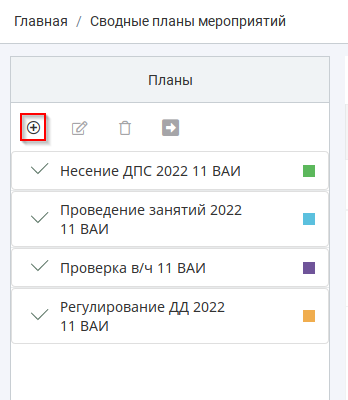 Главная / Сводные планы мероприятий
Планы
Несение ДПС 2022 11 ВАИ
Проведение занятий 2022
11 ВАИ
Проверка в/ч 11 ВАИ
Регулирование ДД 2022
11 ВАИ